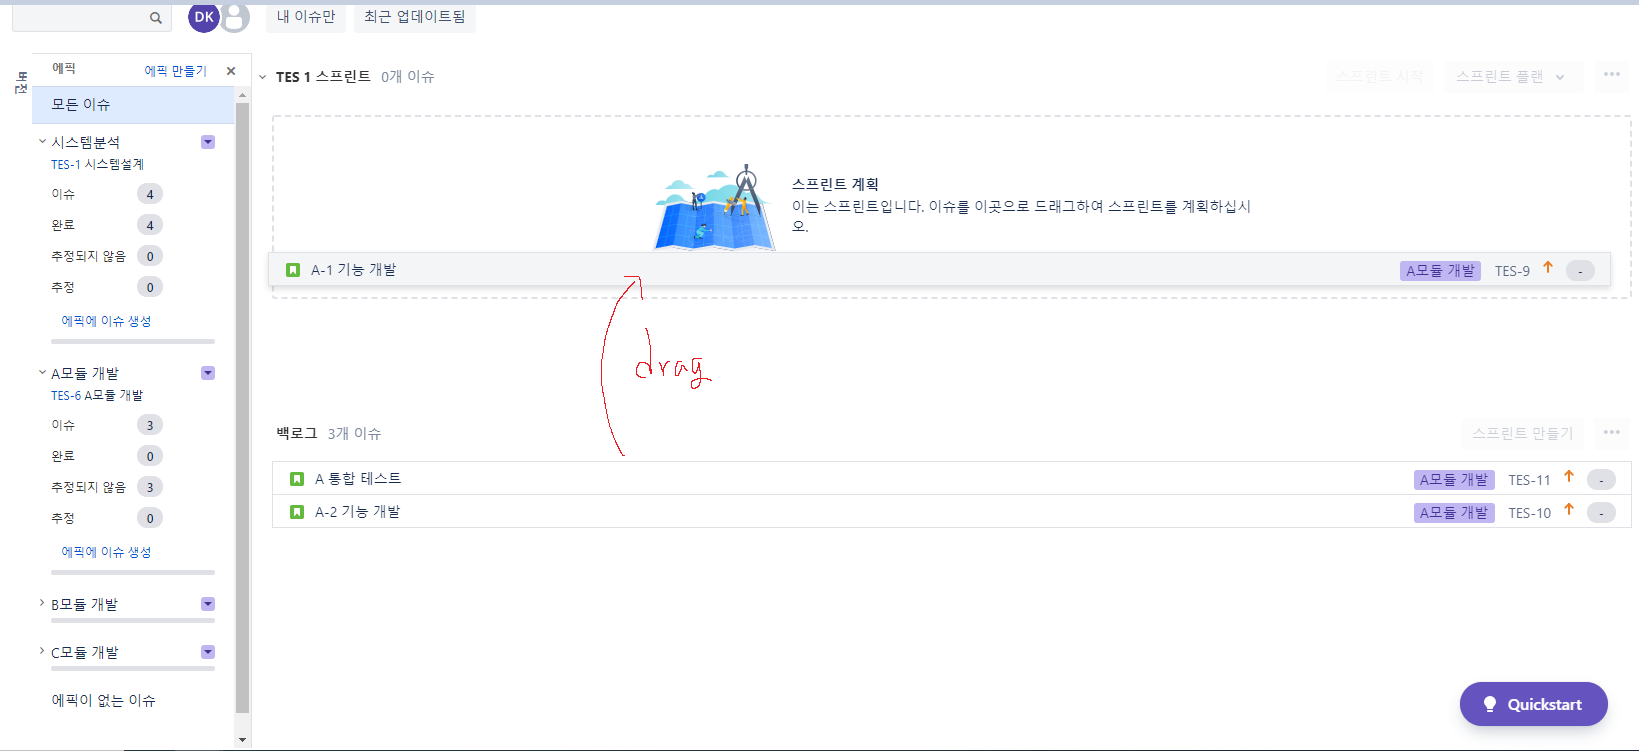 DK
내 이슈만
최근 업데이트됨
버전
에픽
에픽 만들기
모든 이슈
시스템분석
TES-1 시스템설계
이슈 4
완료 4
추정되지 않음 0
추정 0
에픽에 이슈 생성
A모듈 개발
TES-6 A모듈 개발
이슈 3
완료 0
추정되지 않음 3
추정 0
에픽에 이슈 생성
B모듈 개발
C모듈 개발
에픽이 없는 이슈
TES 1 스프린트 0개 이슈
스프린트 시작
스프린트 플랜
스프린트 계획
이는 스프린트입니다. 이슈를 이곳으로 드래그하여 스프린트를 계획하십시
오.
A-1 기능 개발 A모듈 개발 TES-9 -
drag
백로그 3개 이슈
스프린트 만들기
A 통합 테스트 A모듈 개발 TES-11 -
A-2 기능 개발 A모듈 개발 TES-10 -
Quickstart